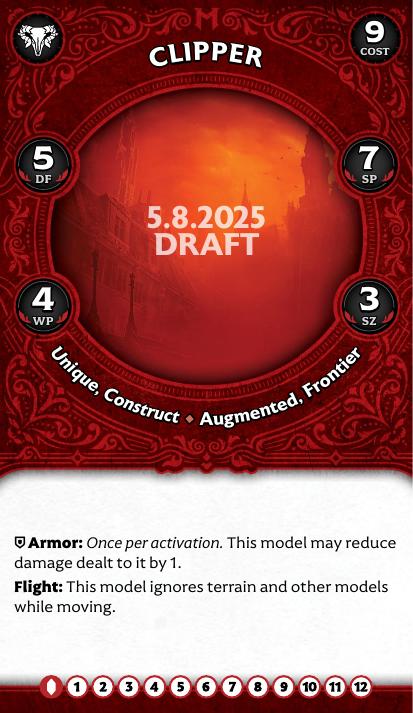 CLIPPER
9
COST
5
DF
7
SP
5.8.2025
DRAFT
4
WP
3
SZ
Unique, Construct ◆ Augmented, Frontier
Armor: Once per activation. This model may reduce
damage dealt to it by 1.
Flight: This model ignores terrain and other models
while moving.
1 2 3 4 5 6 7 8 9 10 11 12